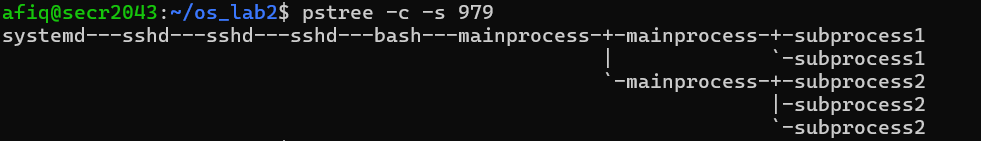 afiq@secr2043:~/os_lab2$ pstree -c -s 979
systemd---sshd---sshd---sshd---bash---mainprocess-+-mainprocess-+-subprocess1
                                                  |             `-subprocess1
                                                  `-mainprocess-+-subprocess2
                                                                |-subprocess2
                                                                `-subprocess2